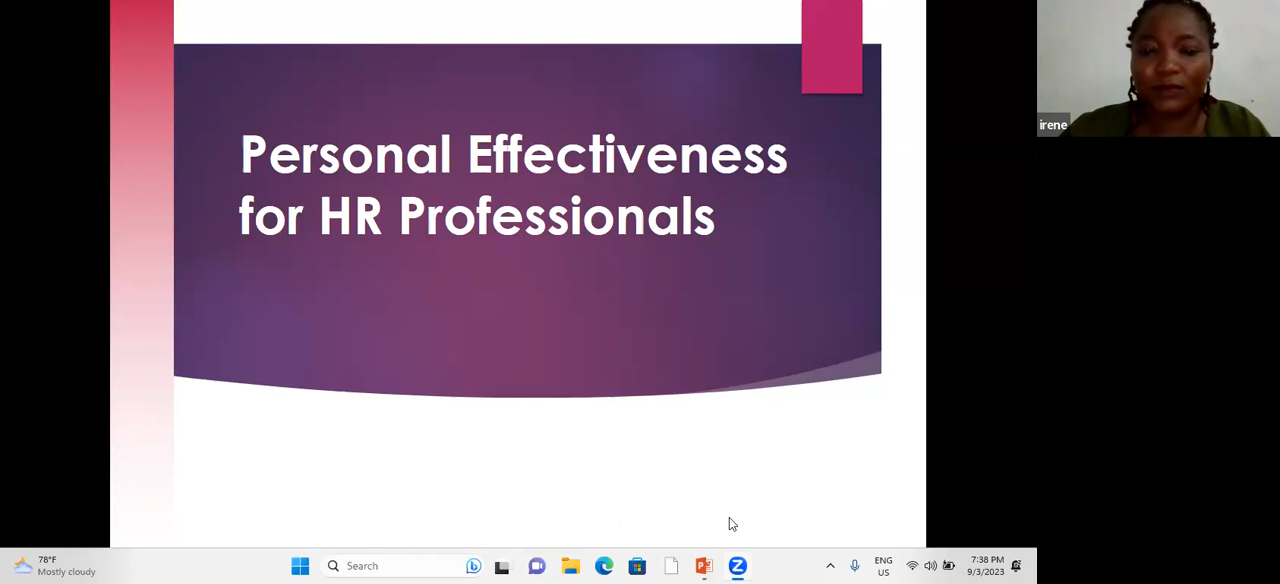 Personal Effectiveness
for HR Professionals
irene
78°F
Mostly cloudy
Search
ENG
US
7:38 PM
9/3/2023